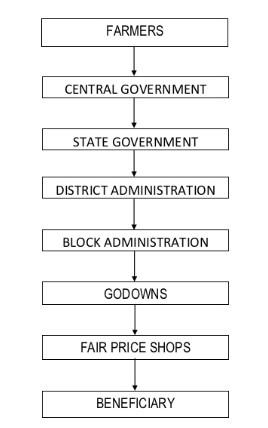 FARMERS
CENTRAL GOVERNMENT
STATE GOVERNMENT
DISTRICT ADMINISTRATION
BLOCK ADMINISTRATION
GODOWNS
FAIR PRICE SHOPS
BENEFICIARY